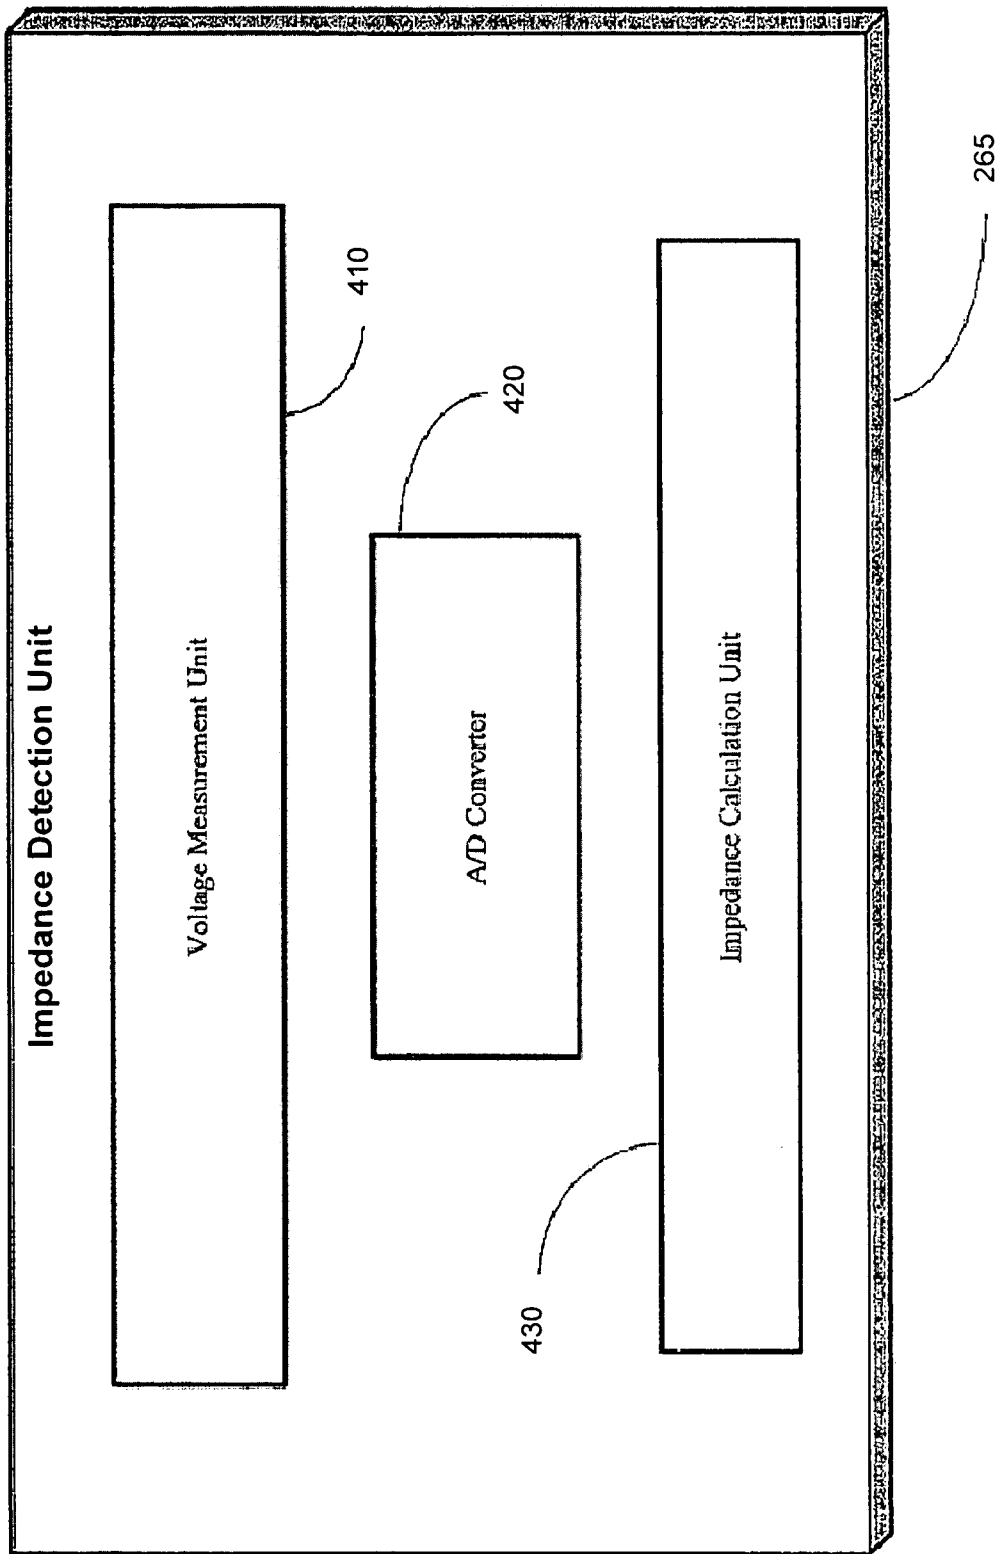 Impedance Detection Unit
Voltage Measurement Unit
410
420
A/D Converter
430
Impedance Calculation Unit
265